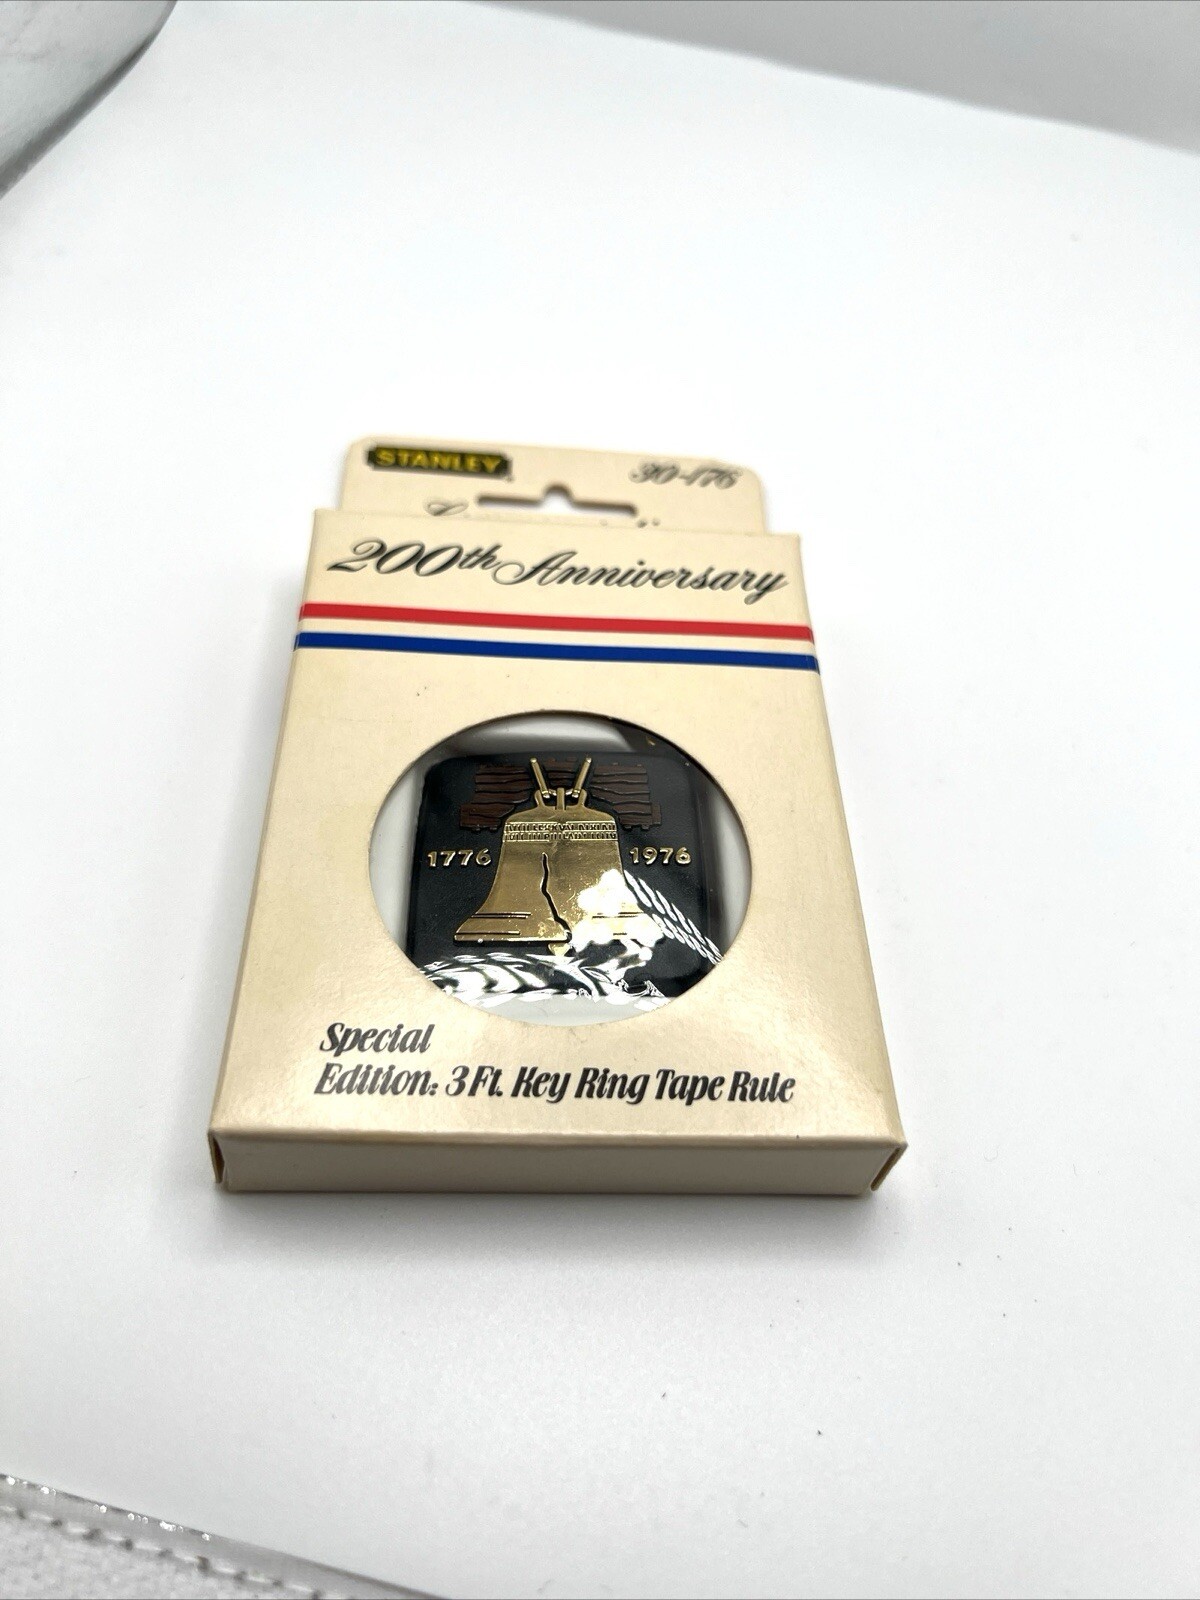 STANLEY
30-176
200th Anniversary
1776
1976
Special
Edition: 3 Ft. Key Ring Tape Rule